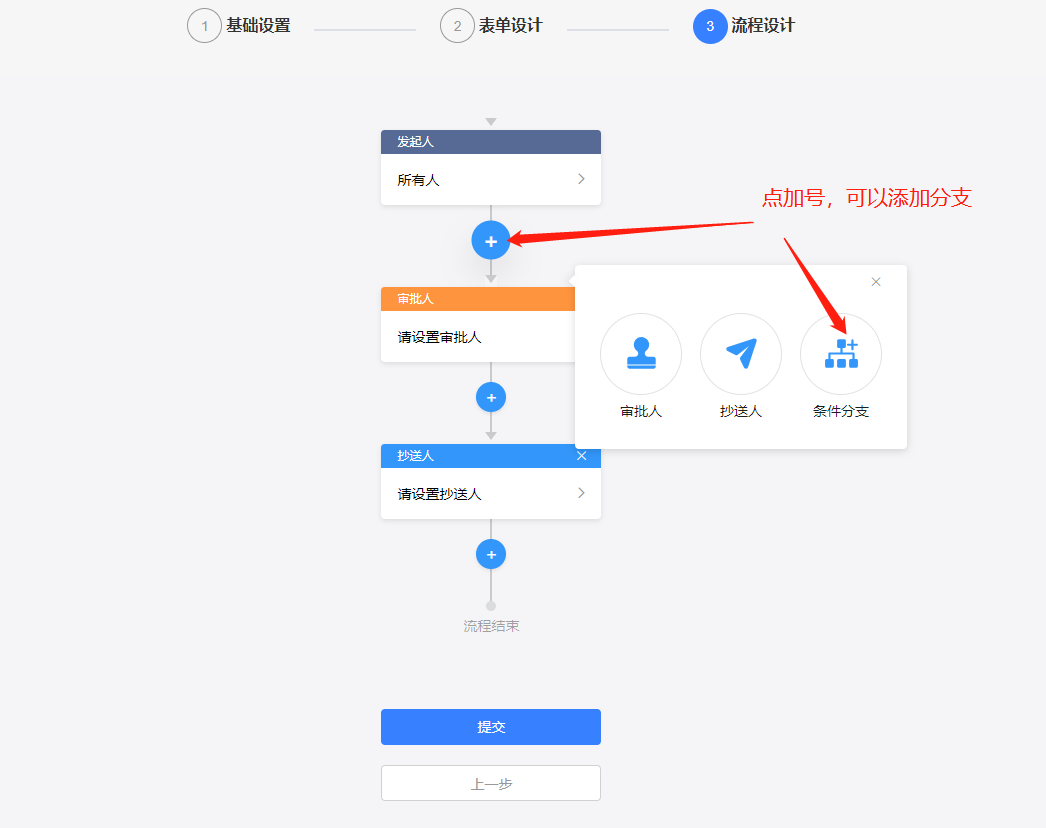 1 基础设置
2 表单设计
3 流程设计
发起人
所有人
点加号，可以添加分支
审批人
请设置审批人
审批人
抄送人
条件分支
抄送人
请设置抄送人
流程结束
提交
上一步